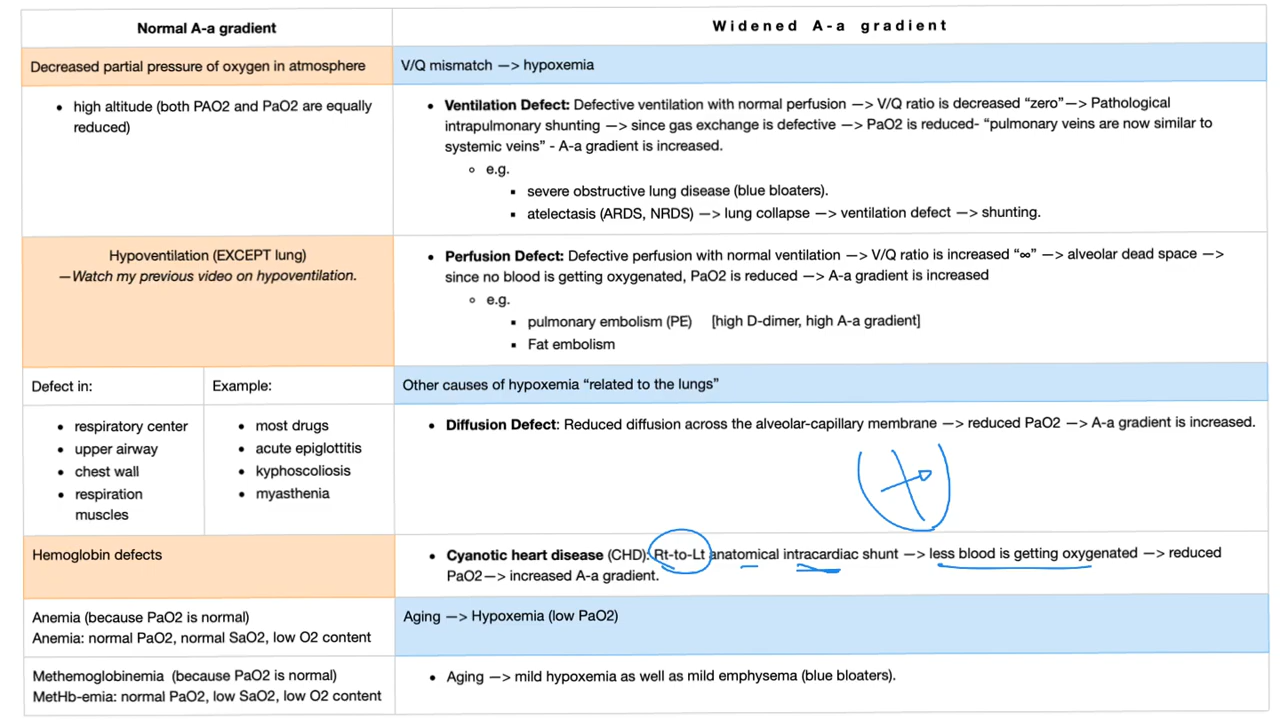 Normal A-a gradient
Widened A-a gradient
Decreased partial pressure of oxygen in atmosphere
V/Q mismatch —> hypoxemia
• high altitude (both PAO2 and PaO2 are equally
reduced)
• Ventilation Defect: Defective ventilation with normal perfusion —> V/Q ratio is decreased “zero”—> Pathological
intrapulmonary shunting —> since gas exchange is defective —> PaO2 is reduced- “pulmonary veins are now similar to
systemic veins” - A-a gradient is increased.
◦ e.g.
▪ severe obstructive lung disease (blue bloaters).
▪ atelectasis (ARDS, NRDS) —> lung collapse —> ventilation defect —> shunting.
Hypoventilation (EXCEPT lung)
—Watch my previous video on hypoventilation.
• Perfusion Defect: Defective perfusion with normal ventilation —> V/Q ratio is increased “∞” —> alveolar dead space —>
since no blood is getting oxygenated, PaO2 is reduced —> A-a gradient is increased
◦ e.g.
▪ pulmonary embolism (PE) [high D-dimer, high A-a gradient]
▪ Fat embolism
Defect in:
Example:
Other causes of hypoxemia “related to the lungs”
• respiratory center
• upper airway
• chest wall
• respiration
muscles
• most drugs
• acute epiglottitis
• kyphoscoliosis
• myasthenia
• Diffusion Defect: Reduced diffusion across the alveolar-capillary membrane —> reduced PaO2 —> A-a gradient is increased.
Hemoglobin defects
• Cyanotic heart disease (CHD): Rt-to-Lt anatomical intracardiac shunt —> less blood is getting oxygenated —> reduced
PaO2—> increased A-a gradient.
Anemia (because PaO2 is normal)
Anemia: normal PaO2, normal SaO2, low O2 content
Aging —> Hypoxemia (low PaO2)
Methemoglobinemia (because PaO2 is normal)
MetHb-emia: normal PaO2, low SaO2, low O2 content
• Aging —> mild hypoxemia as well as mild emphysema (blue bloaters).